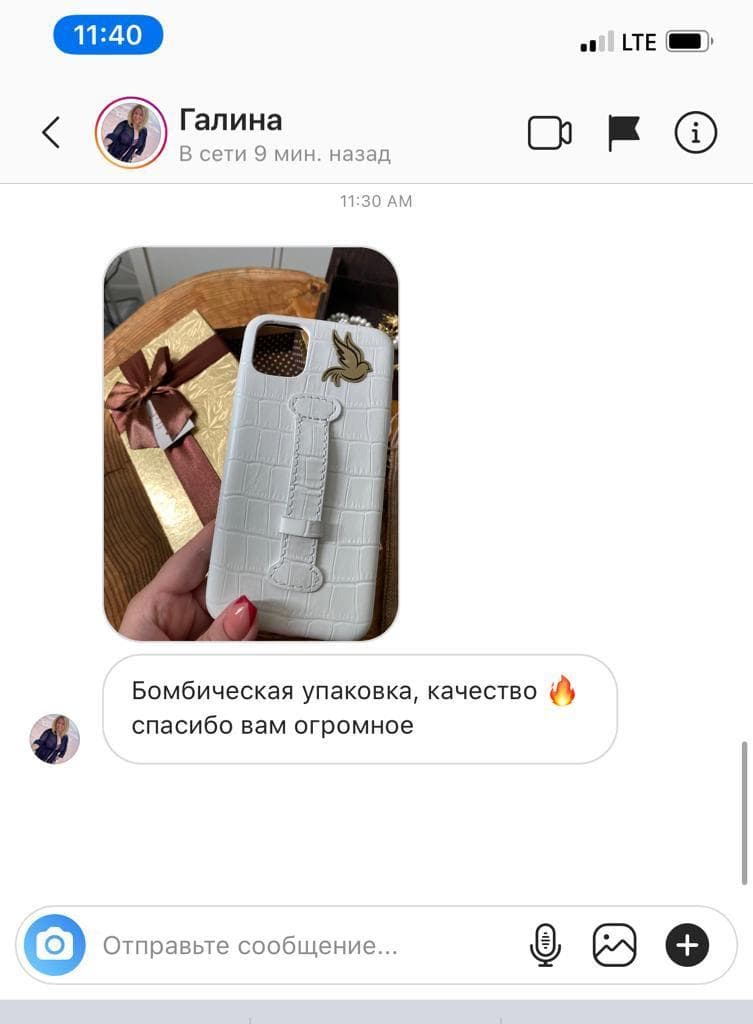 11:40
LTE
Галина
В сети 9 мин. назад
11:30 AM
Бомбическая упаковка, качество 🔥
спасибо вам огромное
Отправьте сообщение...